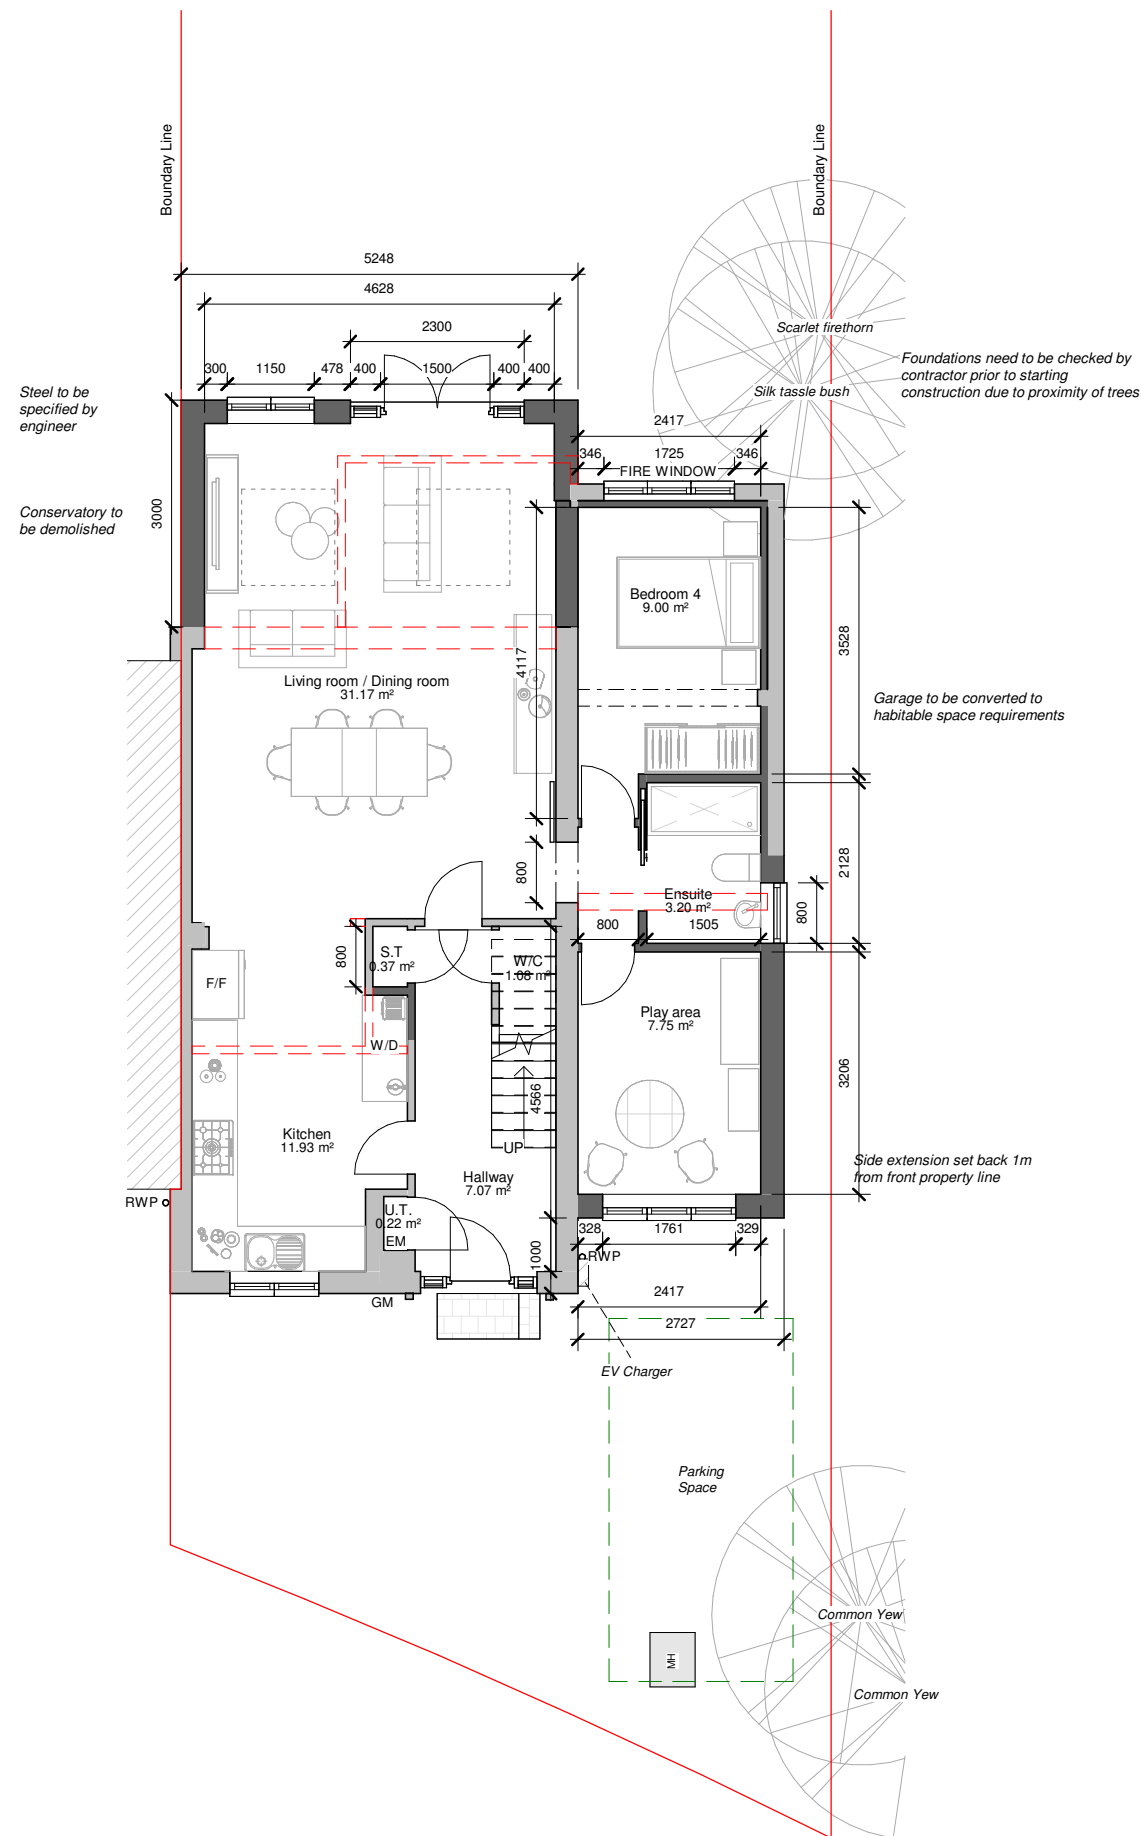 Boundary Line
Boundary Line
5248
4628
2300
300
1150
478
400
1500
400
400
Scarlet firethorn
Silk tassle bush
Foundations need to be checked by
contractor prior to starting
construction due to proximity of trees
Steel to be
specified by
engineer
2417
346
1725
346
FIRE WINDOW
3000
Conservatory to
be demolished
Bedroom 4
9.00 m²
3528
4117
Living room / Dining room
31.17 m²
Garage to be converted to
habitable space requirements
2128
800
Ensuite
3.20 m²
800
800
1505
S.T
0.37 m²
800
W/C
1.08 m²
F/F
W/D
Play area
7.75 m²
3206
4566
Kitchen
11.93 m²
UP
Hallway
7.07 m²
Side extension set back 1m
from front property line
RWP
U.T.
0.22 m²
EM
328
1761
329
1000
RWP
GM
2417
2727
EV Charger
Parking
Space
Common Yew
MH
Common Yew